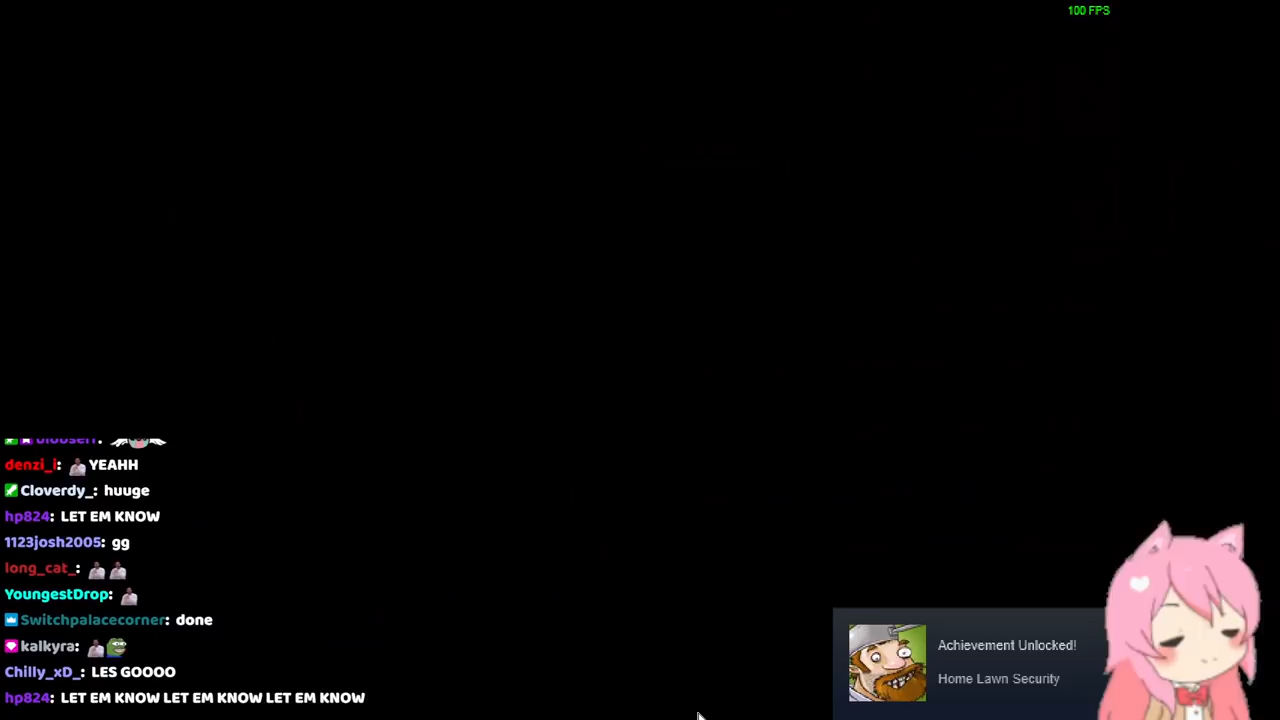 100 FPS
denzi_i: YEAHH
Cloverdy_: huuge
hp824: LET EM KNOW
1123josh2005: gg
long_cat_:
YoungestDrop:
Switchpalacecorner: done
kalkyra:
Chilly_xD_: LES GOOOO
hp824: LET EM KNOW LET EM KNOW LET EM KNOW
Achievement Unlocked!
Home Lawn Security